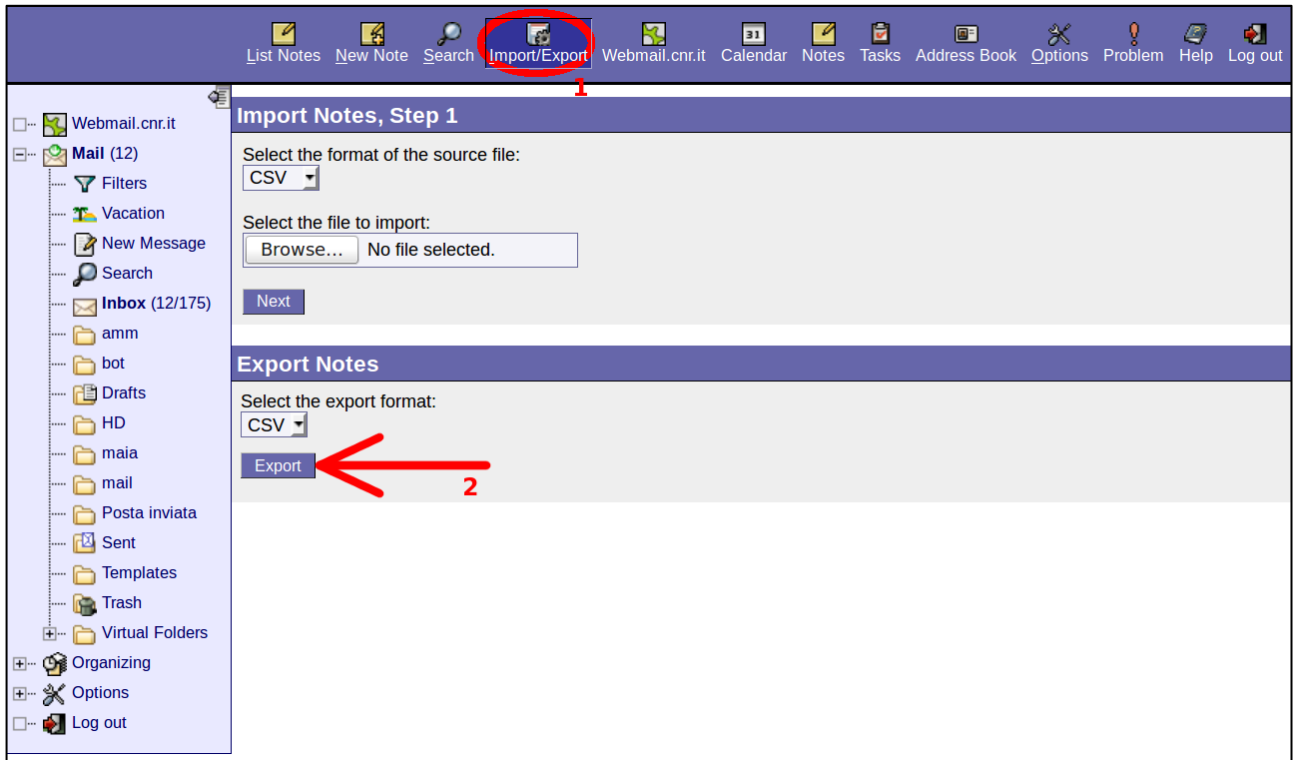 List Notes New Note Search Import/Export Webmail.cnr.it Calendar Notes Tasks Address Book Options Problem Help Log out
31
1
Webmail.cnr.it
Mail (12)
Filters
Vacation
New Message
Search
Inbox (12/175)
amm
bot
Drafts
HD
maia
mail
Posta inviata
Sent
Templates
Trash
Virtual Folders
Organizing
Options
Log out
Import Notes, Step 1
Select the format of the source file:
CSV
Select the file to import:
Browse... No file selected.
Next
Export Notes
Select the export format:
CSV
Export
2